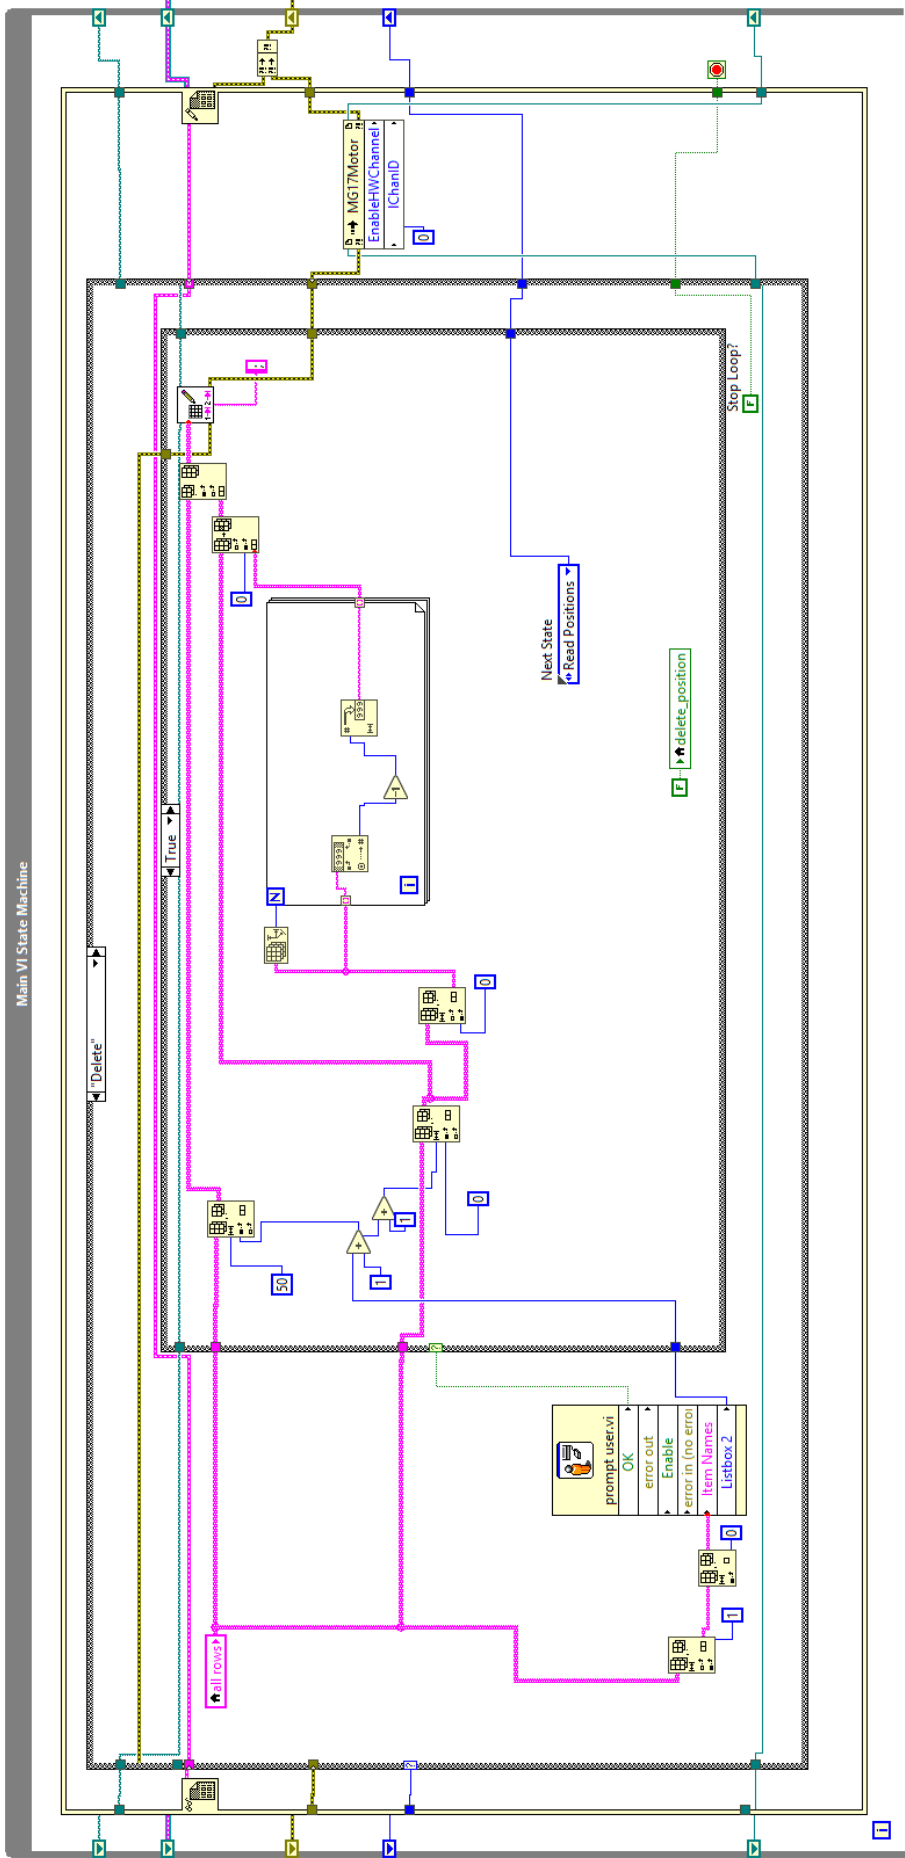 Main VI State Machine
"Delete"
True
all rows
1
0
prompt user.vi
OK
error out
Enable
error in (no error
Item Names
Listbox 2
50
1
1
0
0
N
i
-1
0
Next State
Read Positions
F
delete_position
Stop Loop?
F
MG17Motor
EnableHWChannel
lChanID
0
i